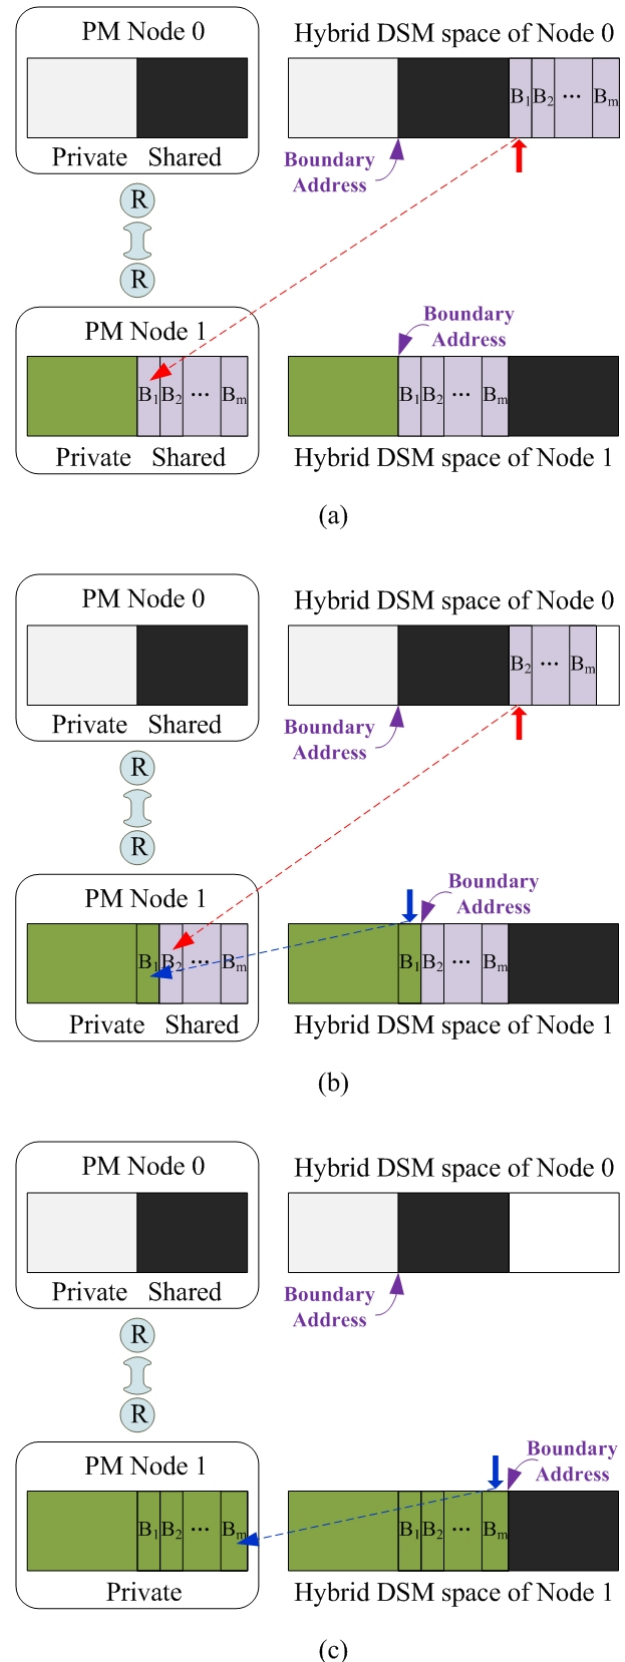 PM Node 0
Hybrid DSM space of Node 0
B1 B2 ··· Bm
Private Shared
Boundary
Address
R
R
PM Node 1
Boundary
Address
B1 B2 ··· Bm
B1 B2 ··· Bm
Private Shared
Hybrid DSM space of Node 1
(a)
PM Node 0
Hybrid DSM space of Node 0
B2 ··· Bm
Private Shared
Boundary
Address
R
R
PM Node 1
Boundary
Address
B1 B2 ··· Bm
B1 B2 ··· Bm
Private Shared
Hybrid DSM space of Node 1
(b)
PM Node 0
Hybrid DSM space of Node 0
Private Shared
Boundary
Address
R
R
PM Node 1
Boundary
Address
B1 B2 ··· Bm
B1 B2 ··· Bm
Private
Hybrid DSM space of Node 1
(c)